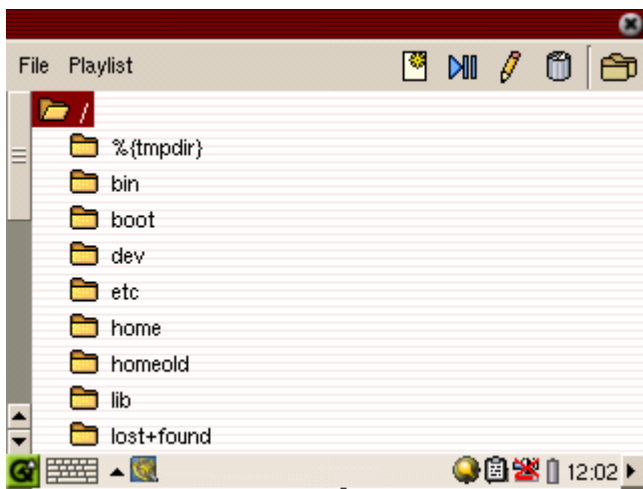 File Playlist
/
%{tmpdir}
bin
boot
dev
etc
home
homeold
lib
lost+found
12:02